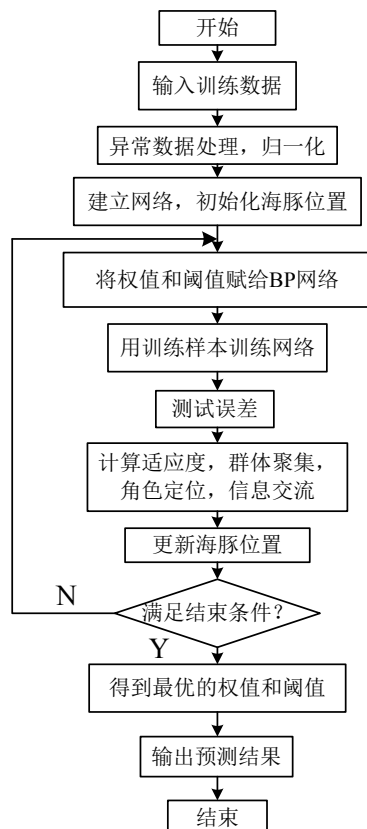 开始
输入训练数据
异常数据处理，归一化
建立网络，初始化海豚位置
将权值和阈值赋给BP网络
用训练样本训练网络
测试误差
计算适应度，群体聚集，
角色定位，信息交流
更新海豚位置
N
满足结束条件？
Y
得到最优的权值和阈值
输出预测结果
结束